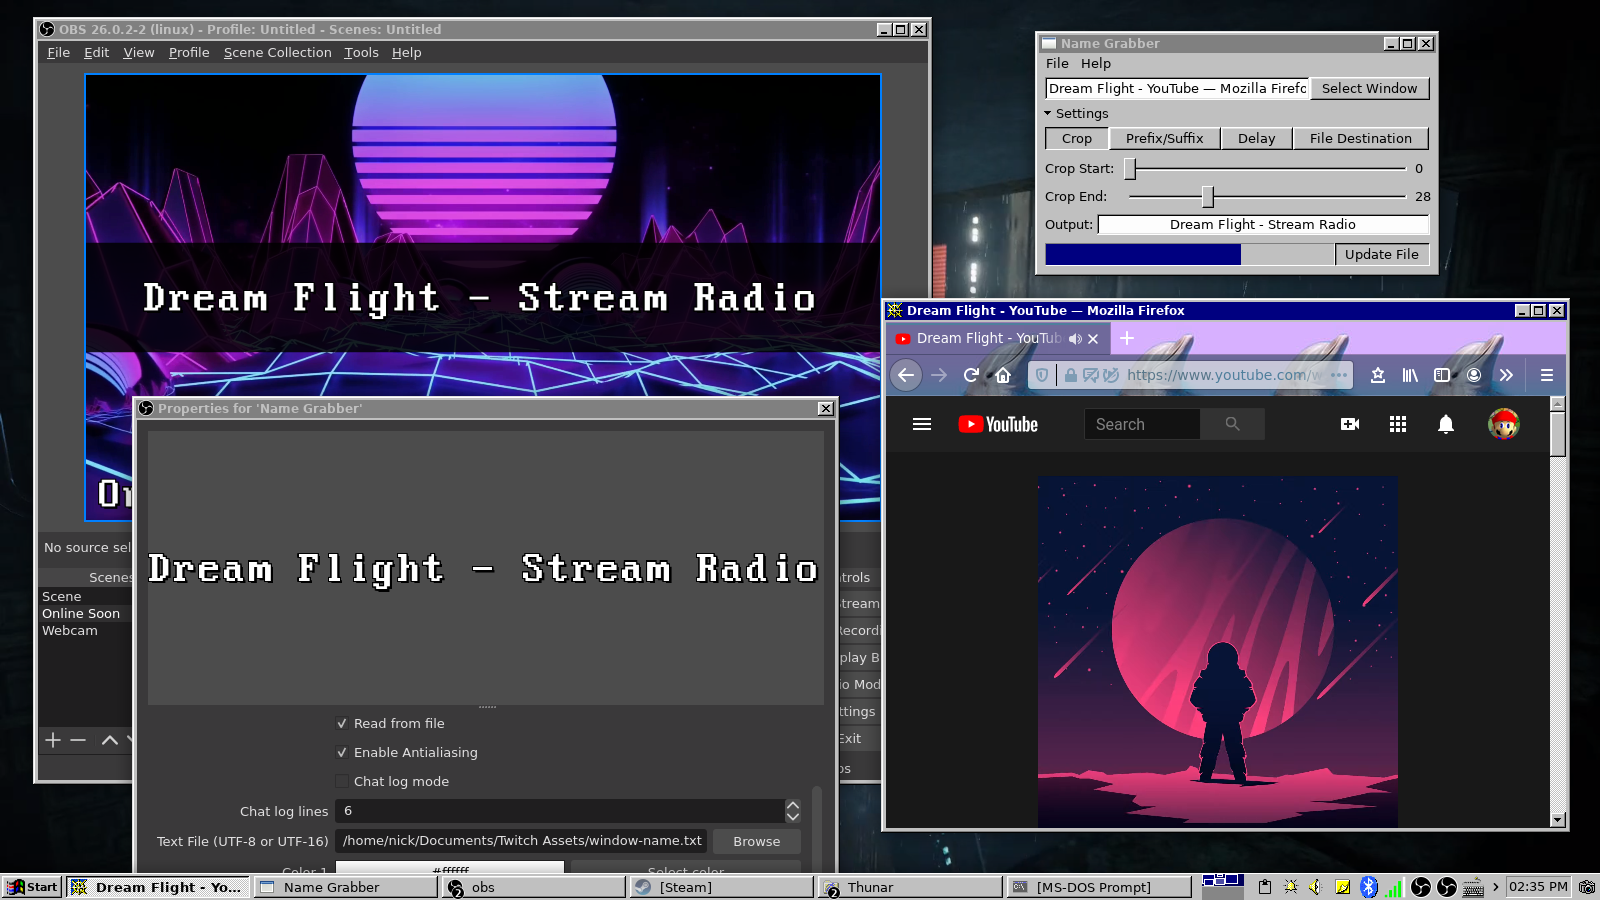 OBS 26.0.2-2 (linux) - Profile: Untitled - Scenes: Untitled
File Edit View Profile Scene Collection Tools Help
Dream Flight - Stream Radio
No source sel
Scenes
Scene
Online Soon
Webcam
Properties for 'Name Grabber'
Dream Flight - Stream Radio
Read from file
Enable Antialiasing
Chat log mode
Chat log lines 6
Text File (UTF-8 or UTF-16) /home/nick/Documents/Twitch Assets/window-name.txt Browse
Color 1 #ffffff Select color
trols
tream
Recordi
play B
io Mod
ttings
Exit
Name Grabber
File Help
Dream Flight - YouTube — Mozilla Firefo Select Window
Settings
Crop Prefix/Suffix Delay File Destination
Crop Start: 0
Crop End: 28
Output: Dream Flight - Stream Radio
Update File
Dream Flight - YouTube — Mozilla Firefox
Dream Flight - YouTub
https://www.youtube.com/w
YouTube Search
Start Dream Flight - Yo... Name Grabber 2 obs [Steam] 2 Thunar [MS-DOS Prompt] 02:35 PM